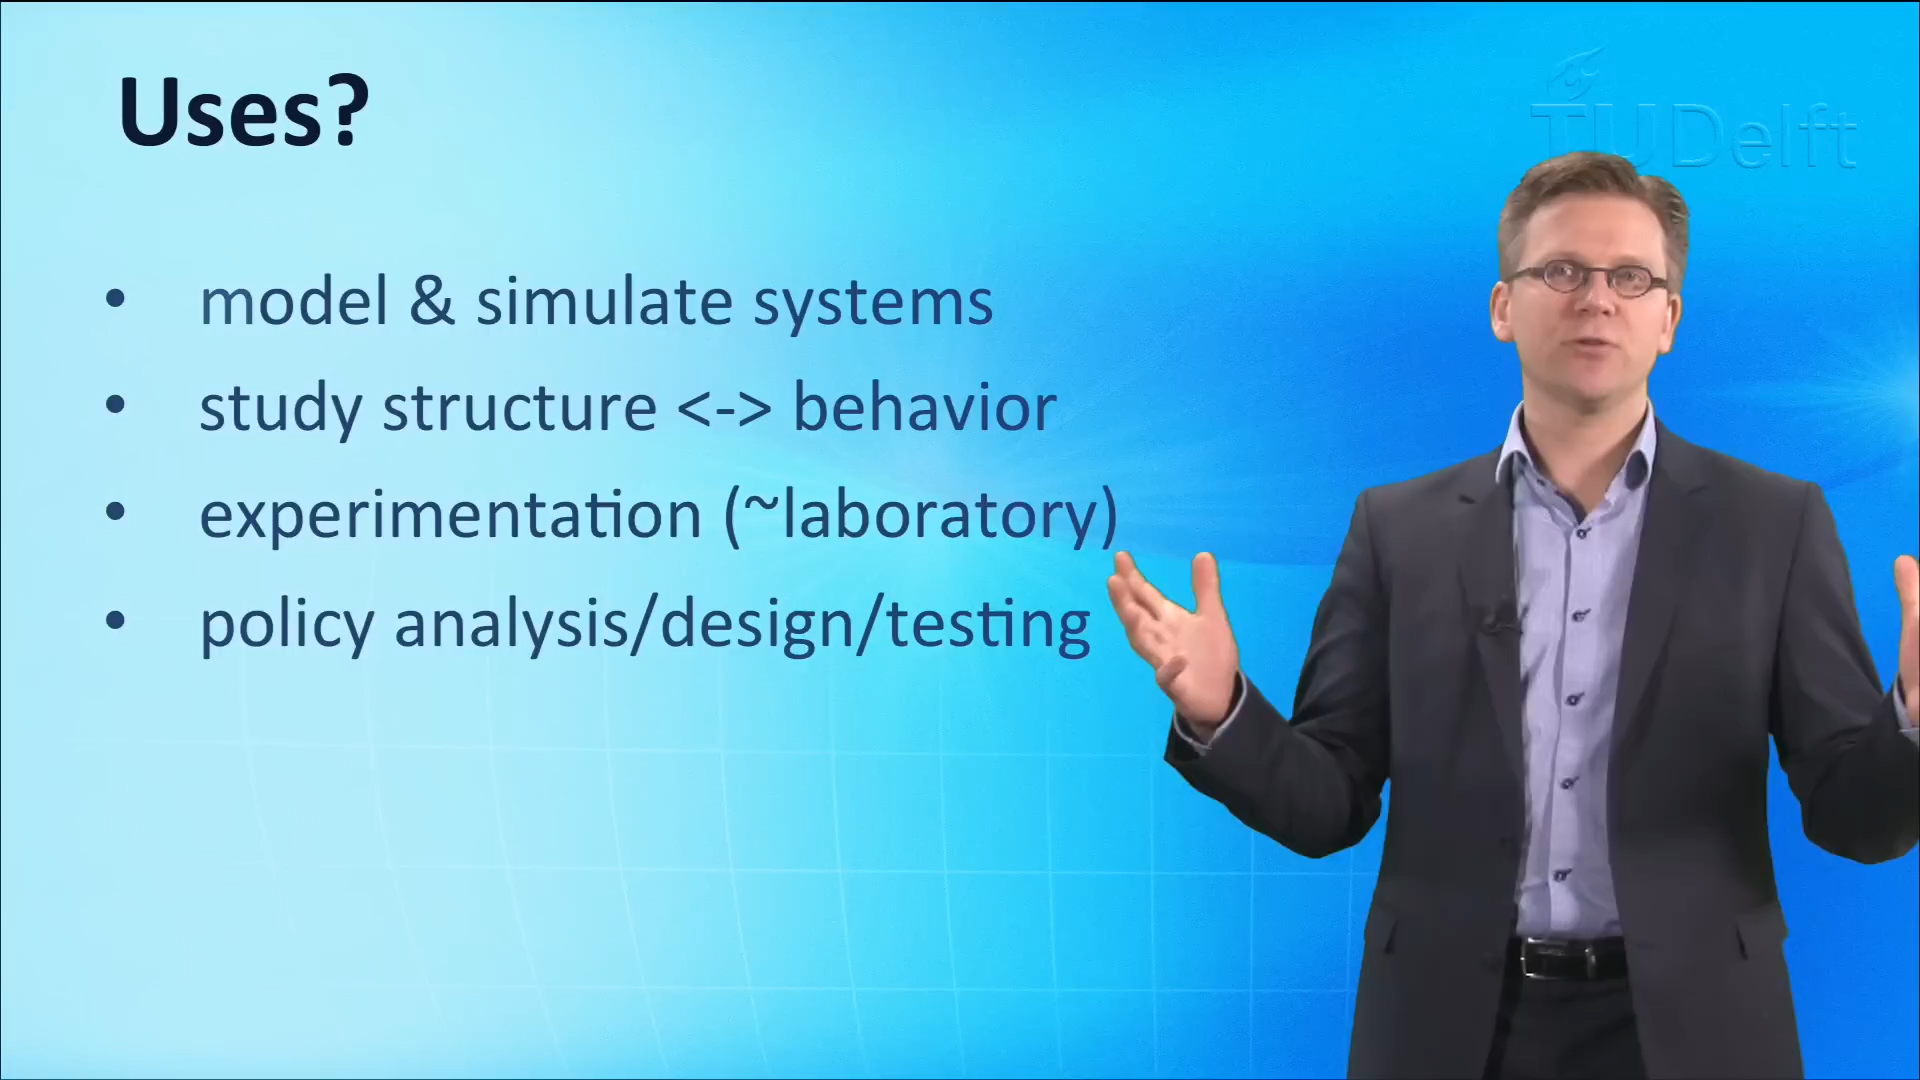 Uses?
TUDelft
• model & simulate systems
• study structure <-> behavior
• experimentation (~laboratory)
• policy analysis/design/testing